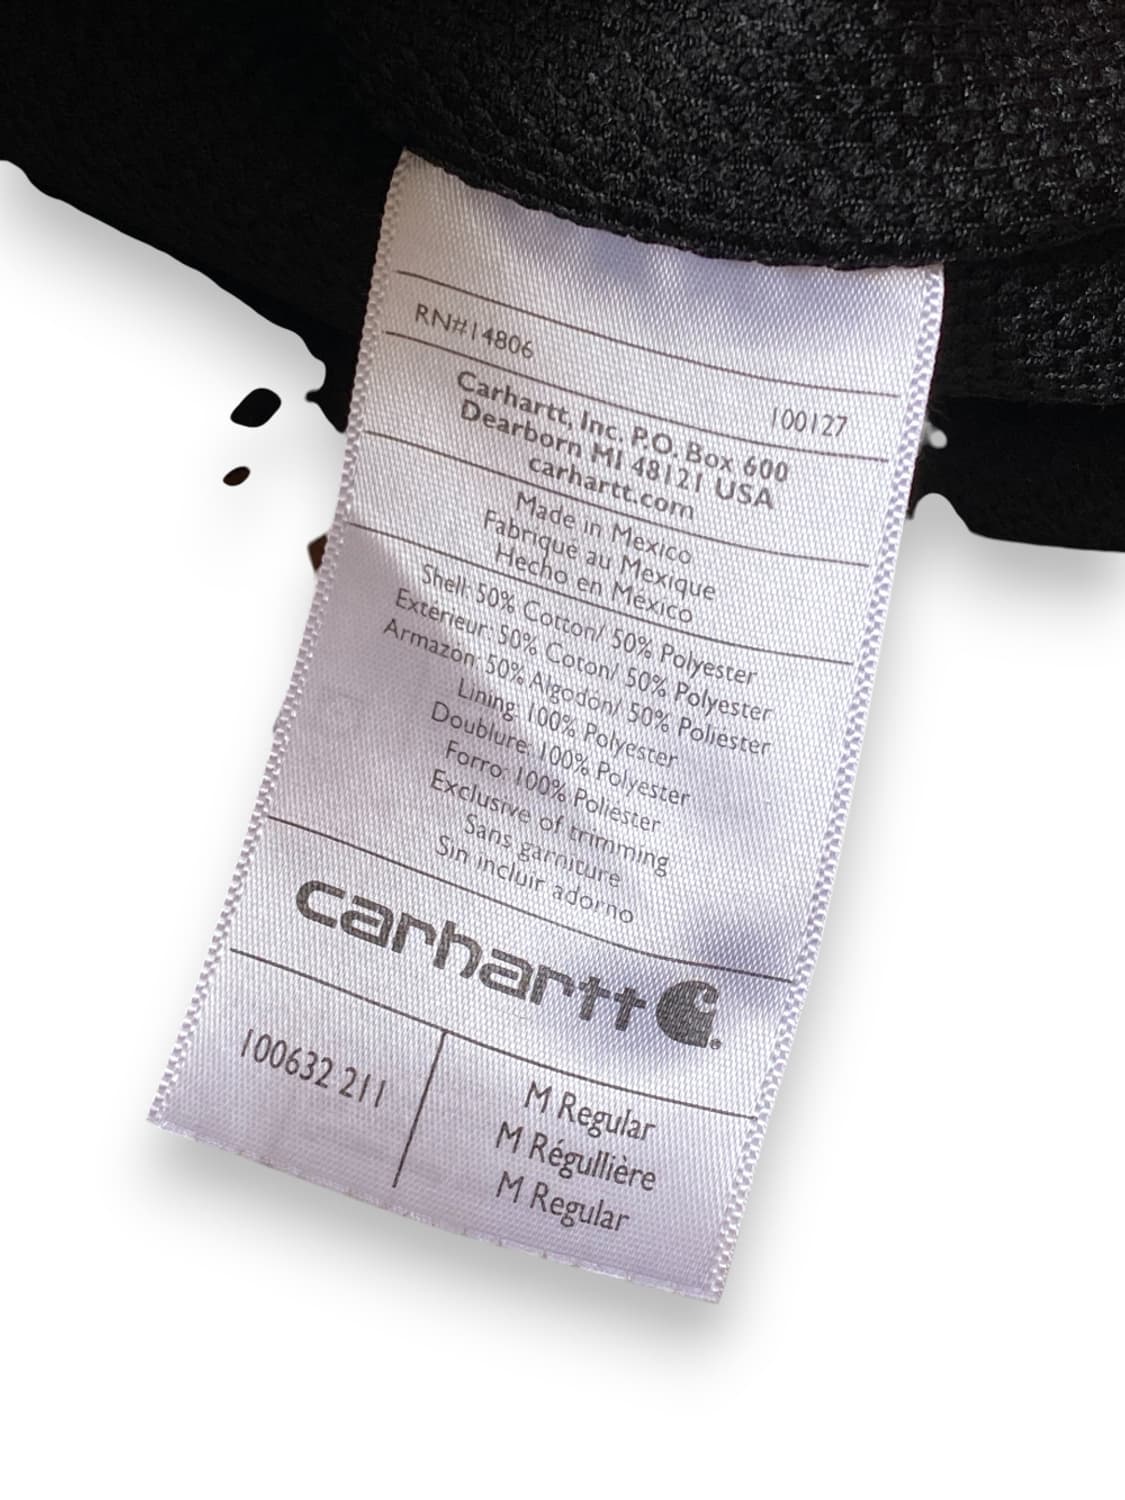 RN#14806
100127
Carhartt, Inc. P.O. Box 600
Dearborn MI 48121 USA
carhartt.com
Made in Mexico
Fabriqué au Mexique
Hecho en México
Shell: 50% Cotton/ 50% Polyester
Extérieur: 50% Coton/ 50% Polyester
Armazon: 50% Algodon/ 50% Poliester
Lining: 100% Polyester
Doublure: 100% Polyester
Forro: 100% Poliester
Exclusive of trimming
Sans garniture
Sin incluir adorno
carhartt
100632 211
M Regular
M Régullière
M Regular